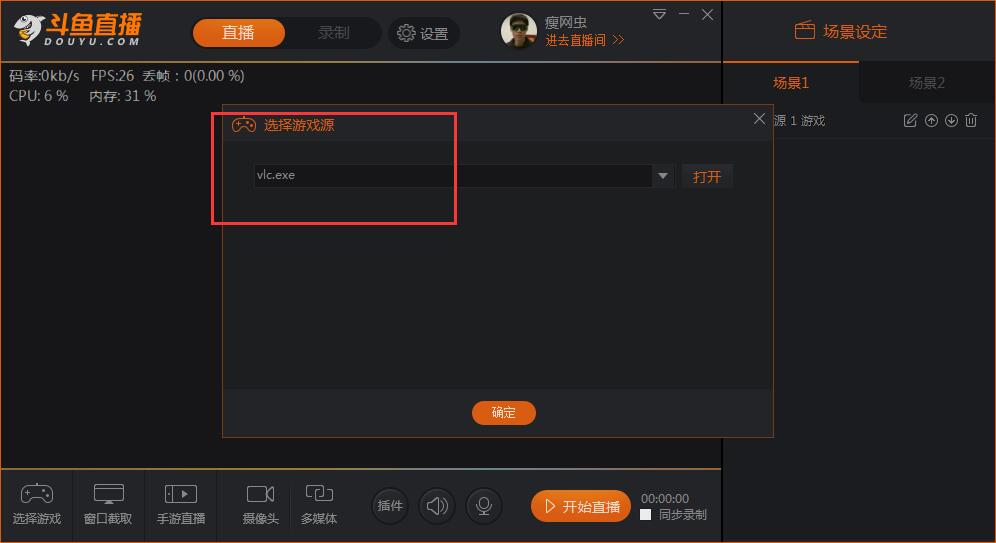 斗鱼直播
DOUYU.COM
直播
录制
设置
瘦网虫
进去直播间 >>
场景设定
码率:0kb/s FPS:26 丢帧：0(0.00 %)
CPU: 6 % 内存: 31 %
场景1
场景2
选择游戏源
源 1 游戏
vlc.exe
打开
确定
选择游戏
窗口截取
手游直播
摄像头
多媒体
插件
开始直播
00:00:00
同步录制